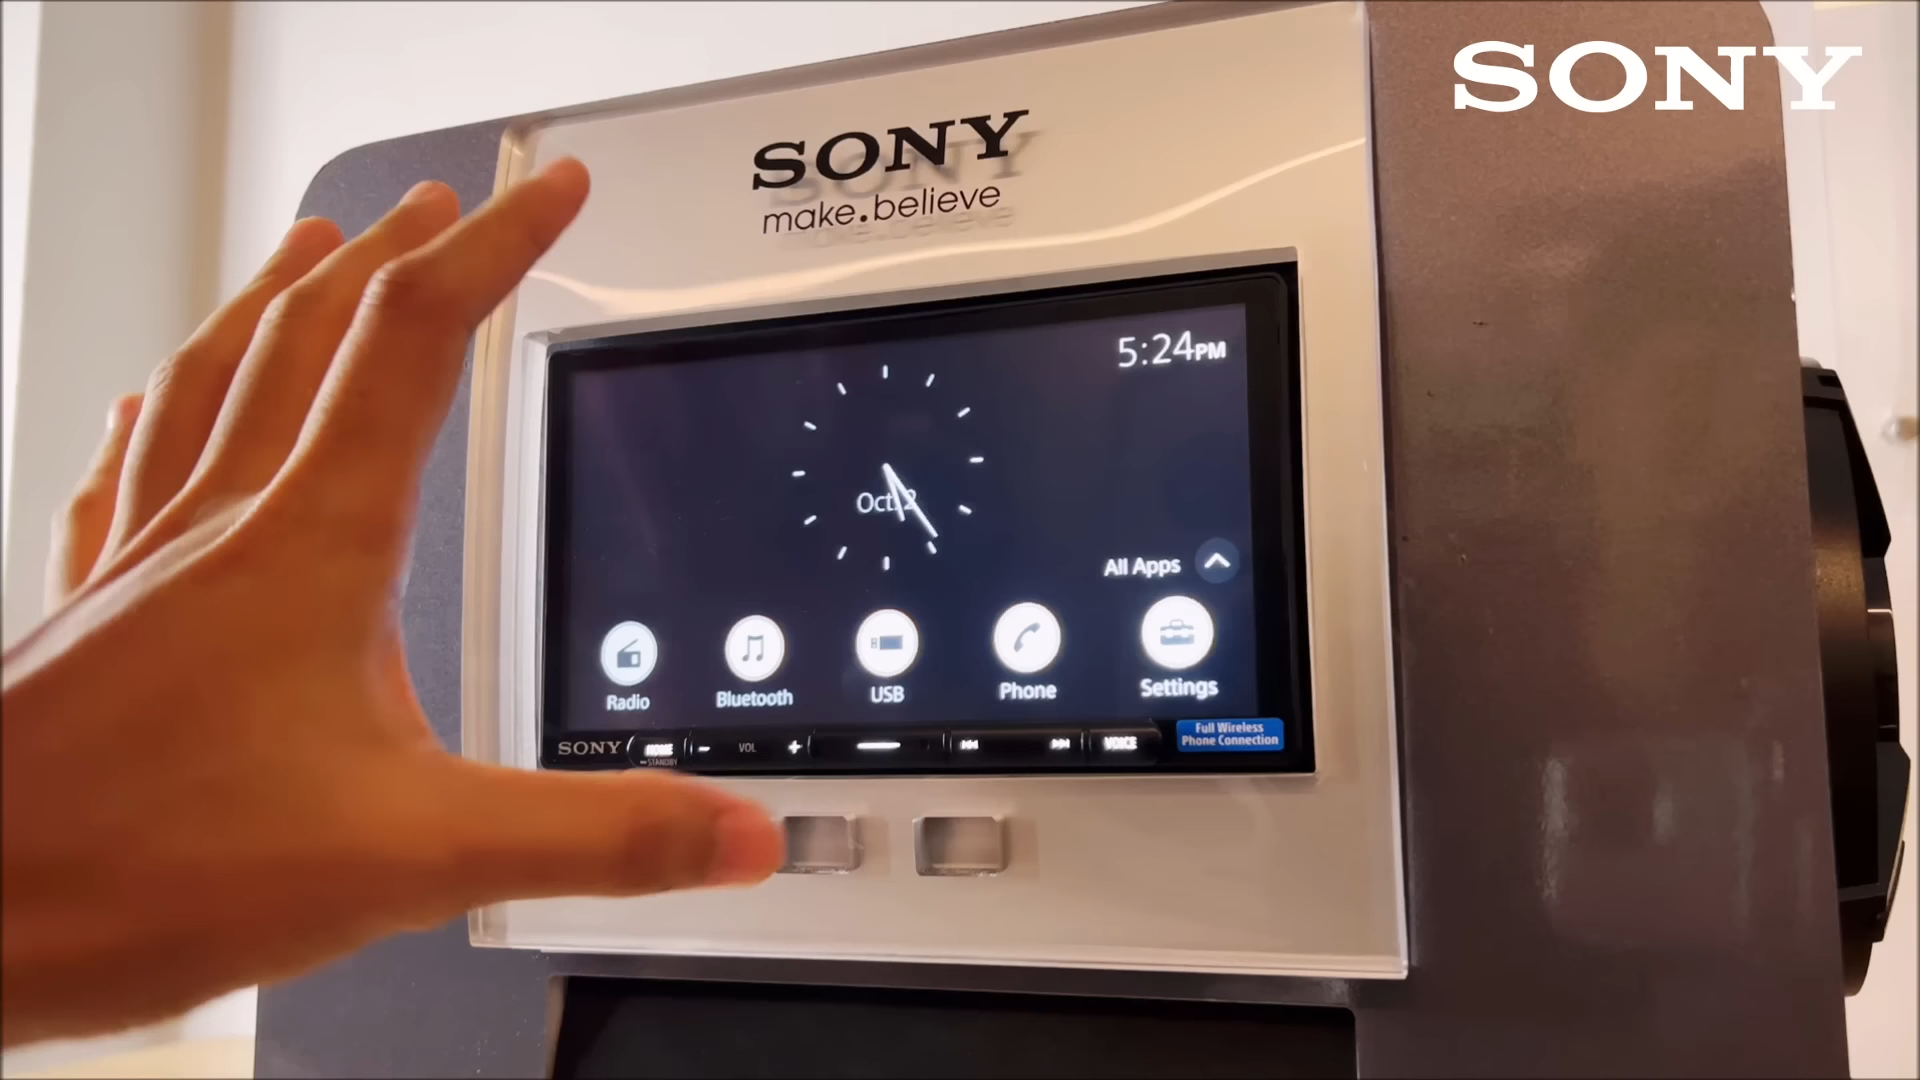 SONY
SONY
make.believe
5:24PM
Oct. 2
All Apps
Radio
Bluetooth
USB
Phone
Settings
SONY
HOME
STANDBY
- VOL +
VOICE
Full Wireless
Phone Connection